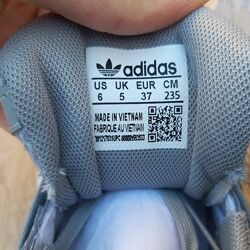 adidas
US UK EUR CM
6 5 37 235
MADE IN VIETNAM
FABRIQUE AU VIETNAM